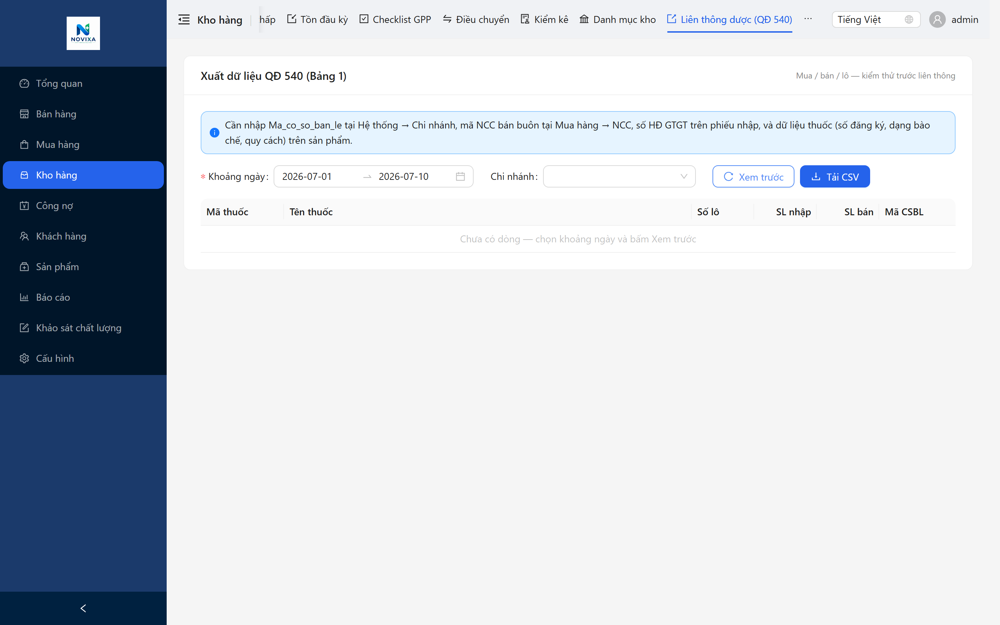 NOVIXA
Tổng quan
Bán hàng
Mua hàng
Kho hàng
Công nợ
Khách hàng
Sản phẩm
Báo cáo
Khảo sát chất lượng
Cấu hình
Kho hàng
hấp
Tồn đầu kỳ
Checklist GPP
Điều chuyển
Kiểm kê
Danh mục kho
Liên thông dược (QĐ 540)
...
Tiếng Việt
admin
Xuất dữ liệu QĐ 540 (Bảng 1)
Mua / bán / lô — kiểm thử trước liên thông
Cần nhập Ma_co_so_ban_le tại Hệ thống → Chi nhánh, mã NCC bán buôn tại Mua hàng → NCC, số HĐ GTGT trên phiếu nhập, và dữ liệu thuốc (số đăng ký, dạng bào
chế, quy cách) trên sản phẩm.
* Khoảng ngày: 2026-07-01 → 2026-07-10
Chi nhánh:
Xem trước
Tải CSV
Mã thuốc
Tên thuốc
Số lô
SL nhập
SL bán
Mã CSBL
Chưa có dòng — chọn khoảng ngày và bấm Xem trước